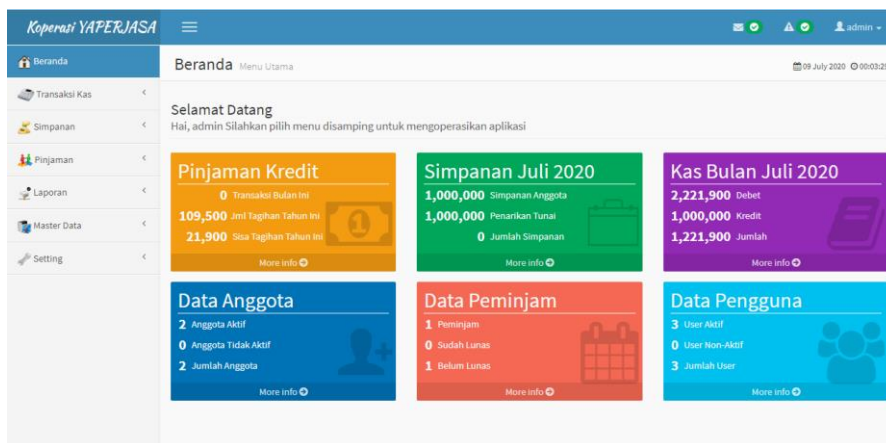 Koperasi YAPERJASA
admin
Beranda
Transaksi Kas
Simpanan
Pinjaman
Laporan
Master Data
Setting
Beranda Menu Utama
09 July 2020
Selamat Datang
Hai, admin Silahkan pilih menu disamping untuk mengoperasikan aplikasi
Pinjaman Kredit
0 Transaksi Bulan Ini
109,500 Jml Tagihan Tahun Ini
21,900 Sisa Tagihan Tahun Ini
More info
Simpanan Juli 2020
1,000,000 Simpanan Anggota
1,000,000 Penarikan Tunai
0 Jumlah Simpanan
More info
Kas Bulan Juli 2020
2,221,900 Debet
1,000,000 Kredit
1,221,900 Jumlah
More info
Data Anggota
2 Anggota Aktif
0 Anggota Tidak Aktif
2 Jumlah Anggota
More info
Data Peminjam
1 Peminjam
0 Sudah Lunas
1 Belum Lunas
More info
Data Pengguna
3 User Aktif
0 User Non-Aktif
3 Jumlah User
More info